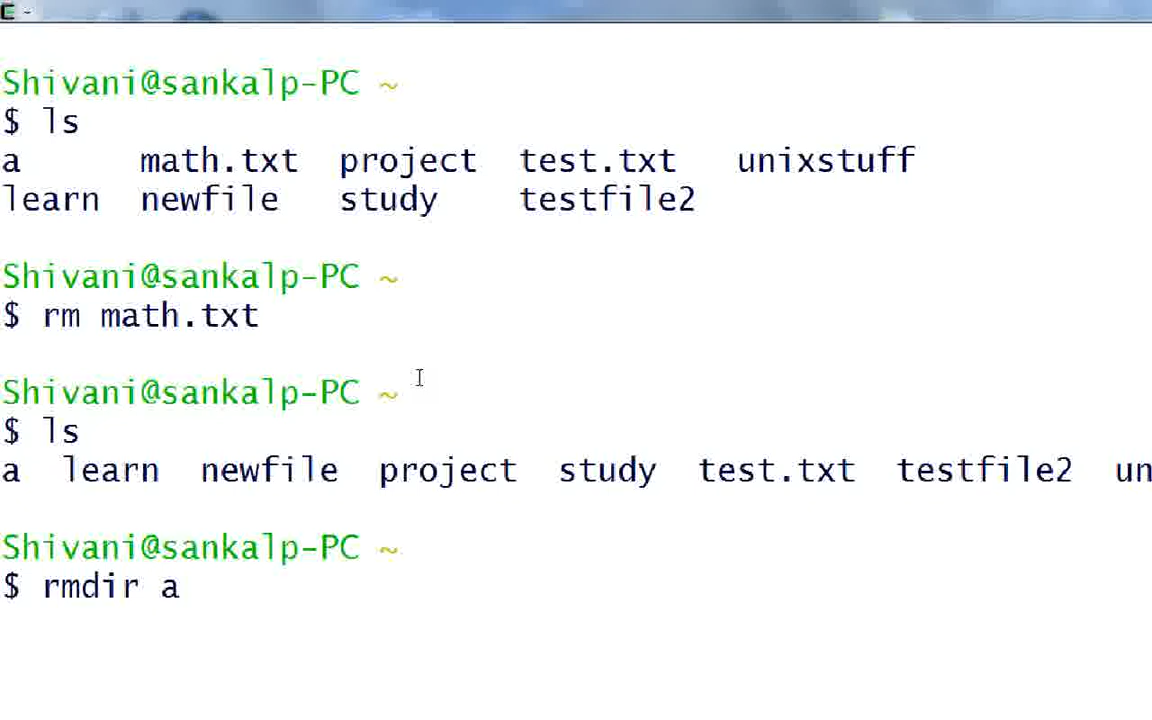 Shivani@sankalp-PC ~
$ ls
a math.txt project test.txt unixstuff
learn newfile study testfile2
Shivani@sankalp-PC ~
$ rm math.txt
Shivani@sankalp-PC ~
$ ls
a learn newfile project study test.txt testfile2 un
Shivani@sankalp-PC ~
$ rmdir a